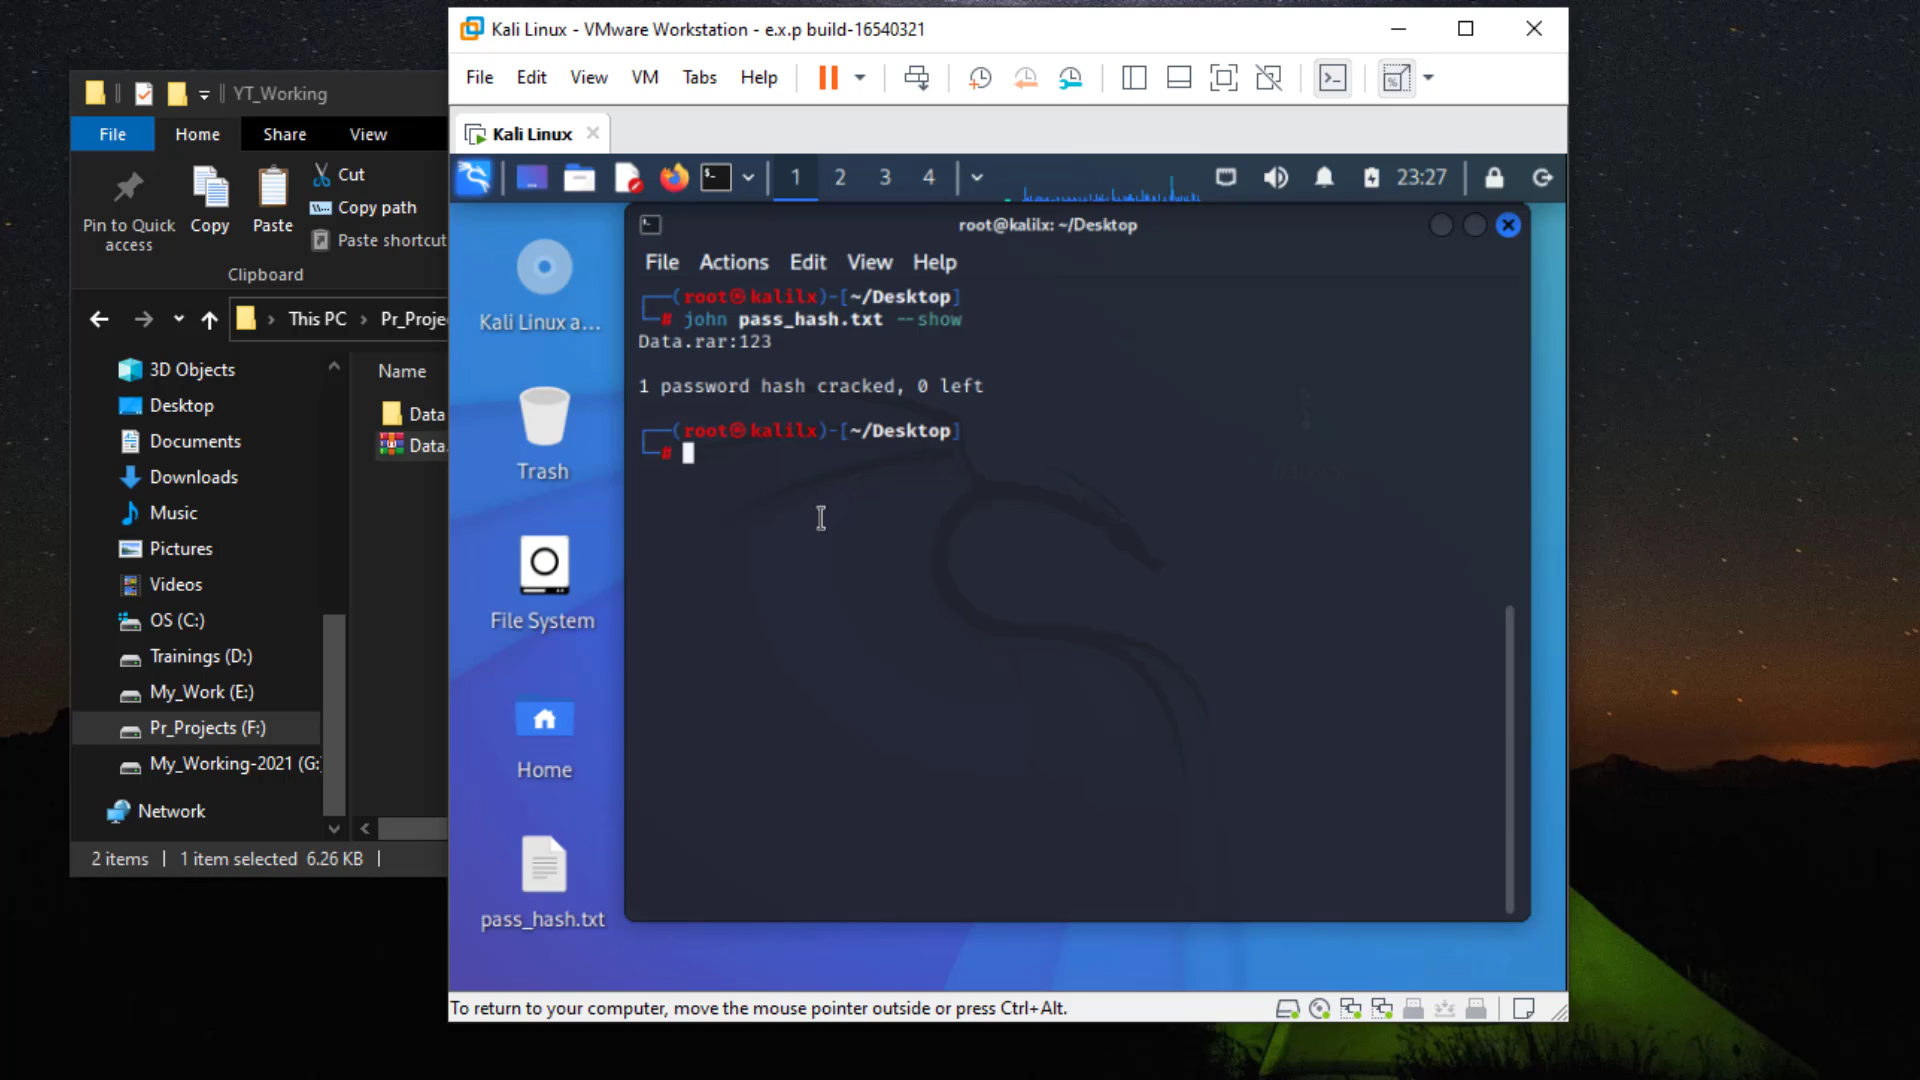 Kali Linux - VMware Workstation - e.x.p build-16540321
File Edit View VM Tabs Help
Kali Linux
1 2 3 4 23:27
YT_Working
File Home Share View
Pin to Quick access
Copy
Paste
Cut
Copy path
Paste shortcut
Clipboard
This PC > Pr_Proje
3D Objects
Desktop
Documents
Downloads
Music
Pictures
Videos
OS (C:)
Trainings (D:)
My_Work (E:)
Pr_Projects (F:)
My_Working-2021 (G:
Network
Name
Data
Data.
2 items 1 item selected 6.26 KB
Kali Linux a...
Trash
File System
Home
pass_hash.txt
root@kalilx: ~/Desktop
File Actions Edit View Help
┌──(root㉿kalilx)-[~/Desktop]
└─# john pass_hash.txt --show
Data.rar:123
1 password hash cracked, 0 left
┌──(root㉿kalilx)-[~/Desktop]
└─#
To return to your computer, move the mouse pointer outside or press Ctrl+Alt.